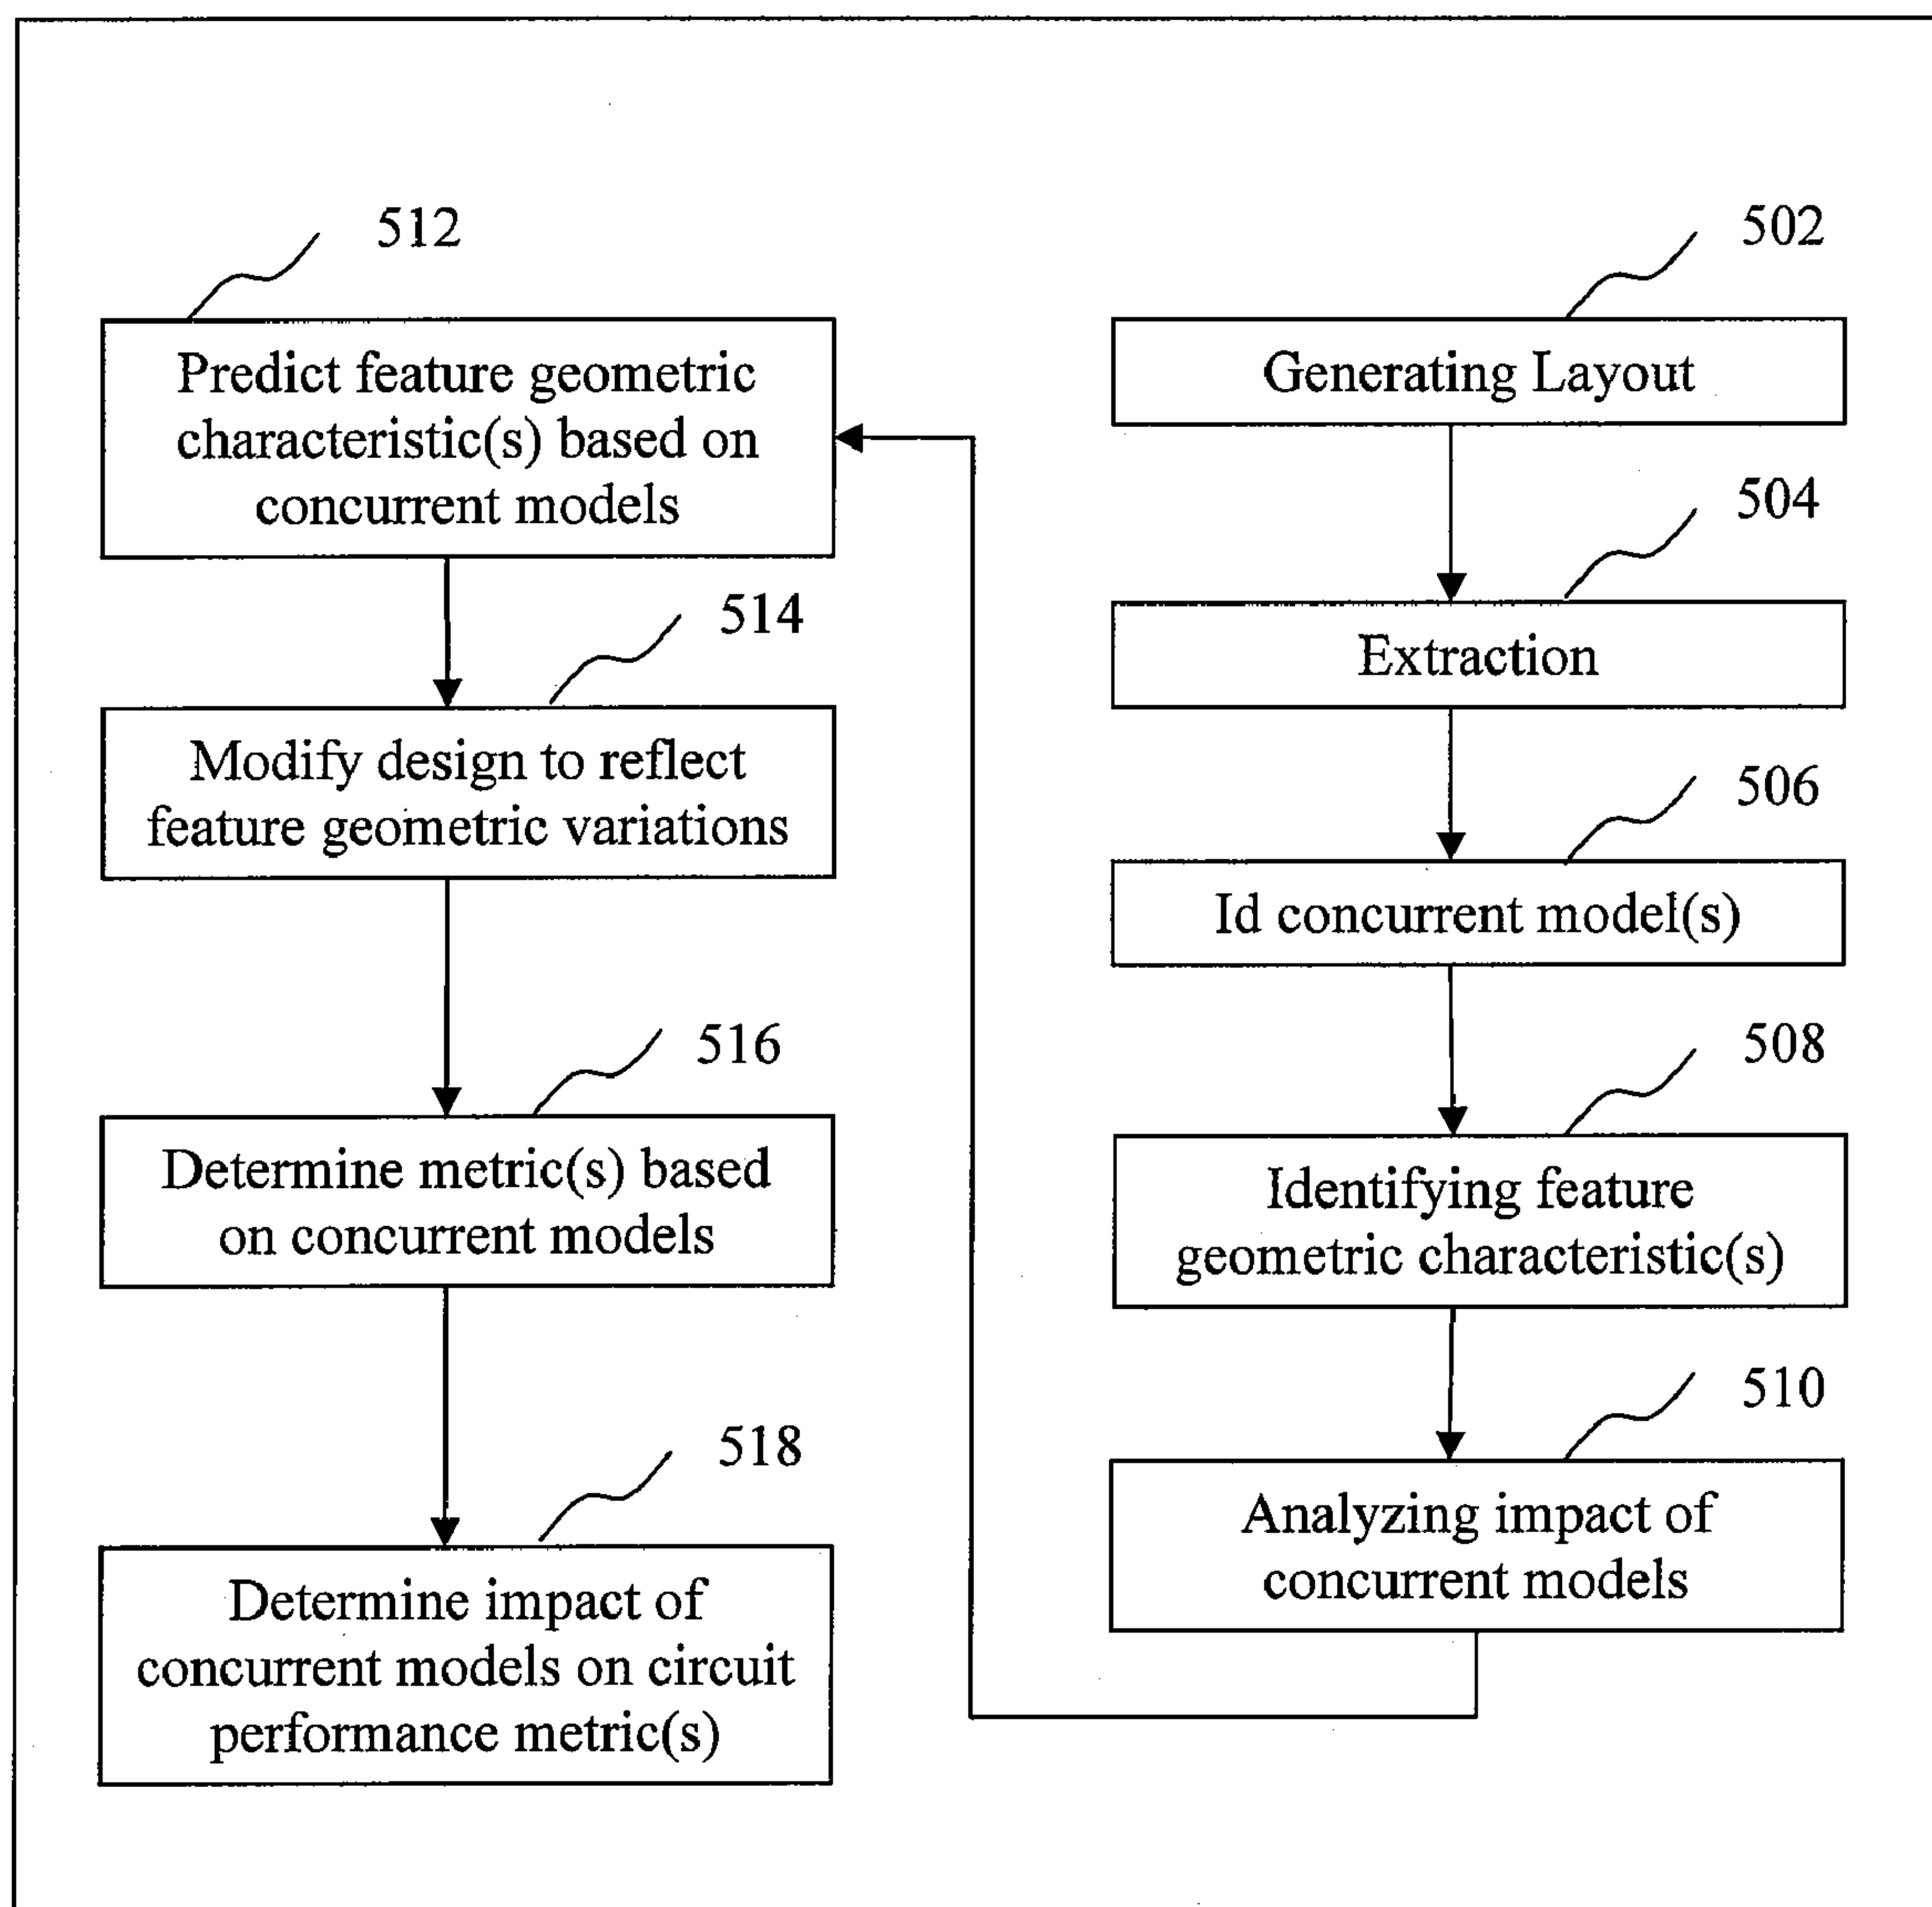 512
Predict feature geometric
characteristic(s) based on
concurrent models
514
Modify design to reflect
feature geometric variations
516
Determine metric(s) based
on concurrent models
518
Determine impact of
concurrent models on circuit
performance metric(s)
502
Generating Layout
504
Extraction
506
Id concurrent model(s)
508
Identifying feature
geometric characteristic(s)
510
Analyzing impact of
concurrent models